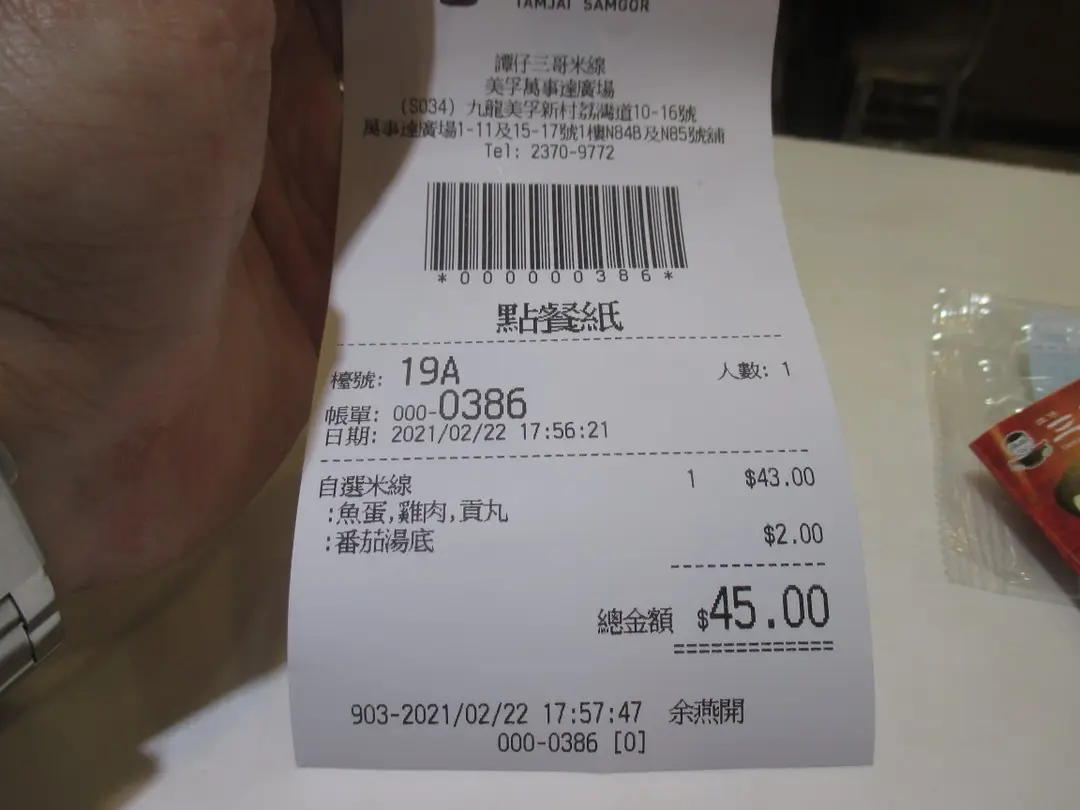 TAMJAI SAMGOR
譚仔三哥米線
美孚萬事達廣場
(S034) 九龍美孚新村荔灣道10-16號
萬事達廣場1-11及15-17號1樓N84B及N85號舖
Tel: 2370-9772
*000000386*
點餐紙
檯號: 19A 人數: 1
帳單: 000-0386
日期: 2021/02/22 17:56:21
自選米線 1 $43.00
:魚蛋,雞肉,貢丸
:番茄湯底 $2.00
總金額 $45.00
903-2021/02/22 17:57:47 余燕開
000-0386 [0]